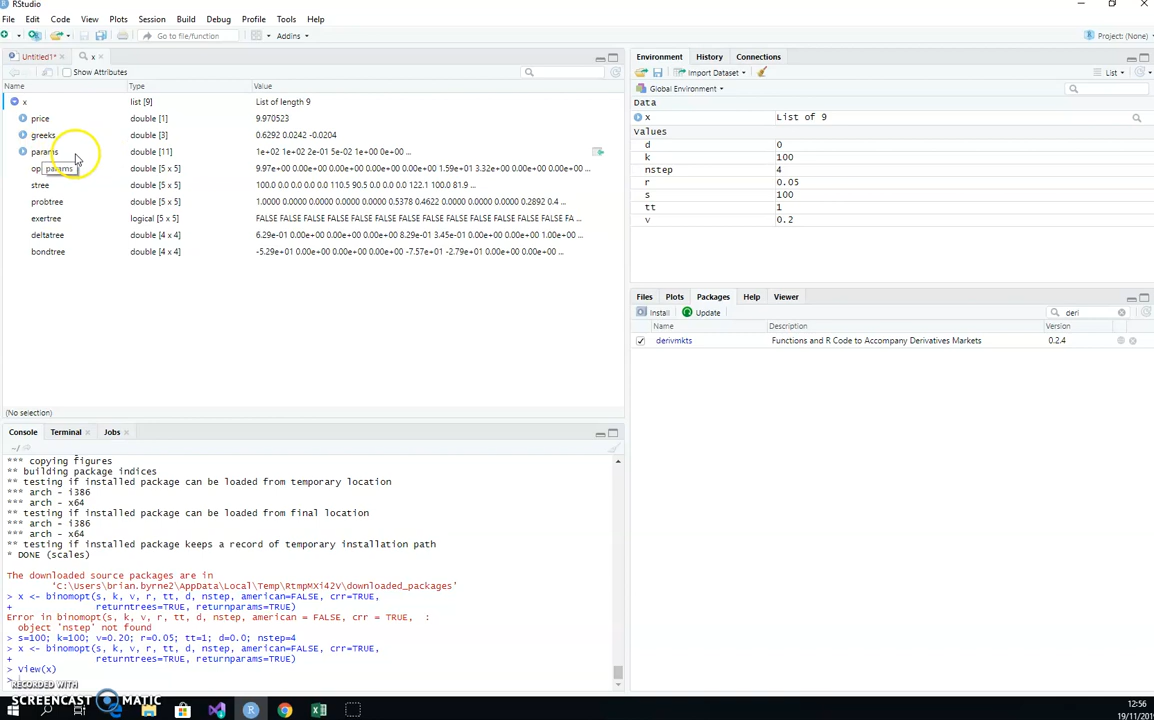 RStudio
File Edit Code View Plots Session Build Debug Profile Tools Help
Go to file/function Addins Project: (None)
Untitled1* x
Show Attributes
Name Type Value
x list [9] List of length 9
price double [1] 9.970523
greeks double [3] 0.6292 0.0242 -0.0204
params double [11] 1e+02 1e+02 2e-01 5e-02 1e+00 0e+00 ...
op params double [5 x 5] 9.97e+00 0.00e+00 0.00e+00 0.00e+00 0.00e+00 1.59e+01 3.32e+00 0.00e+00 0.00e+00 ...
stree double [5 x 5] 100.0 0.0 0.0 0.0 0.0 110.5 90.5 0.0 0.0 0.0 122.1 100.0 81.9 ...
probtree double [5 x 5] 1.0000 0.0000 0.0000 0.0000 0.0000 0.5378 0.4622 0.0000 0.0000 0.0000 0.2892 0.4 ...
exertree logical [5 x 5] FALSE FALSE FALSE FALSE FALSE FALSE FALSE FALSE FALSE FALSE FALSE FALSE FA ...
deltatree double [4 x 4] 6.29e-01 0.00e+00 0.00e+00 0.00e+00 8.29e-01 3.45e-01 0.00e+00 0.00e+00 1.00e+00 ...
bondtree double [4 x 4] -5.29e+01 0.00e+00 0.00e+00 0.00e+00 -7.57e+01 -2.79e+01 0.00e+00 0.00e+00 ...
(No selection)
Console Terminal Jobs
~/
*** copying figures
** building package indices
** testing if installed package can be loaded from temporary location
*** arch - i386
*** arch - x64
** testing if installed package can be loaded from final location
*** arch - i386
*** arch - x64
** testing if installed package keeps a record of temporary installation path
* DONE (scales)
The downloaded source packages are in
‘C:\Users\brian.byrne2\AppData\Local\Temp\RtmpMXi42V\downloaded_packages’
> x <- binomopt(s, k, v, r, tt, d, nstep, american=FALSE, crr=TRUE,
+ returntrees=TRUE, returnparams=TRUE)
Error in binomopt(s, k, v, r, tt, d, nstep, american = FALSE, crr = TRUE, :
object 'nstep' not found
> s=100; k=100; v=0.20; r=0.05; tt=1; d=0.0; nstep=4
> x <- binomopt(s, k, v, r, tt, d, nstep, american=FALSE, crr=TRUE,
+ returntrees=TRUE, returnparams=TRUE)
> View(x)
>
RECORDED WITH
SCREENCAST MATIC
Environment History Connections
Import Dataset List
Global Environment
Data
x List of 9
values
d 0
k 100
nstep 4
r 0.05
s 100
tt 1
v 0.2
Files Plots Packages Help Viewer
Install Update deri
Name Description Version
derivmkts Functions and R Code to Accompany Derivatives Markets 0.2.4
12:56
19/11/201